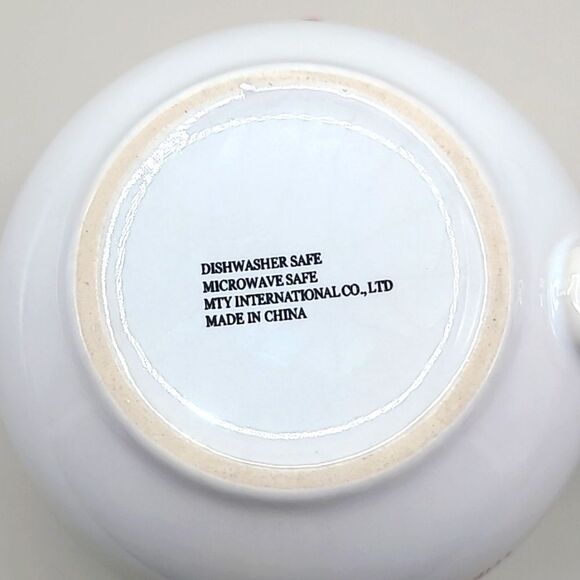 DISHWASHER SAFE
MICROWAVE SAFE
MTY INTERNATIONAL CO., LTD
MADE IN CHINA